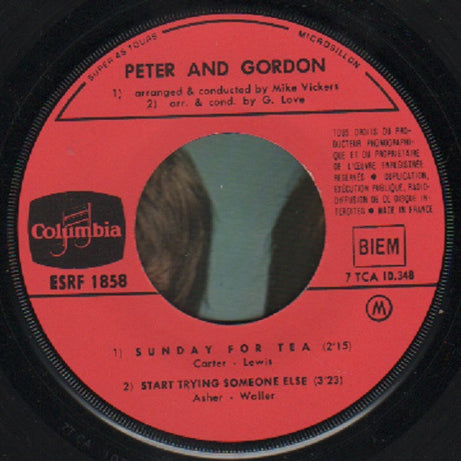 SUPER 45 TOURS
MICROSILLON
PETER AND GORDON
1) arranged & conducted by Mike Vickers
2) arr. & cond. by G. Love
TOUS DROITS DU PRO-
DUCTEUR PHONOGRAPHI-
QUE ET DU PROPRIETAIRE
DE L'ŒUVRE ENREGISTREE
RESERVES ● DUPLICATION,
EXECUTION PUBLIQUE, RADIO-
DIFFUSION DE CE DISQUE IN-
TERDITES ● MADE IN FRANCE
Columbia
ESRF 1858
BIEM
7 TCA 10.348
M
1) SUNDAY FOR TEA (2'15)
Carter - Lewis
2) START TRYING SOMEONE ELSE (3'23)
Asher - Waller